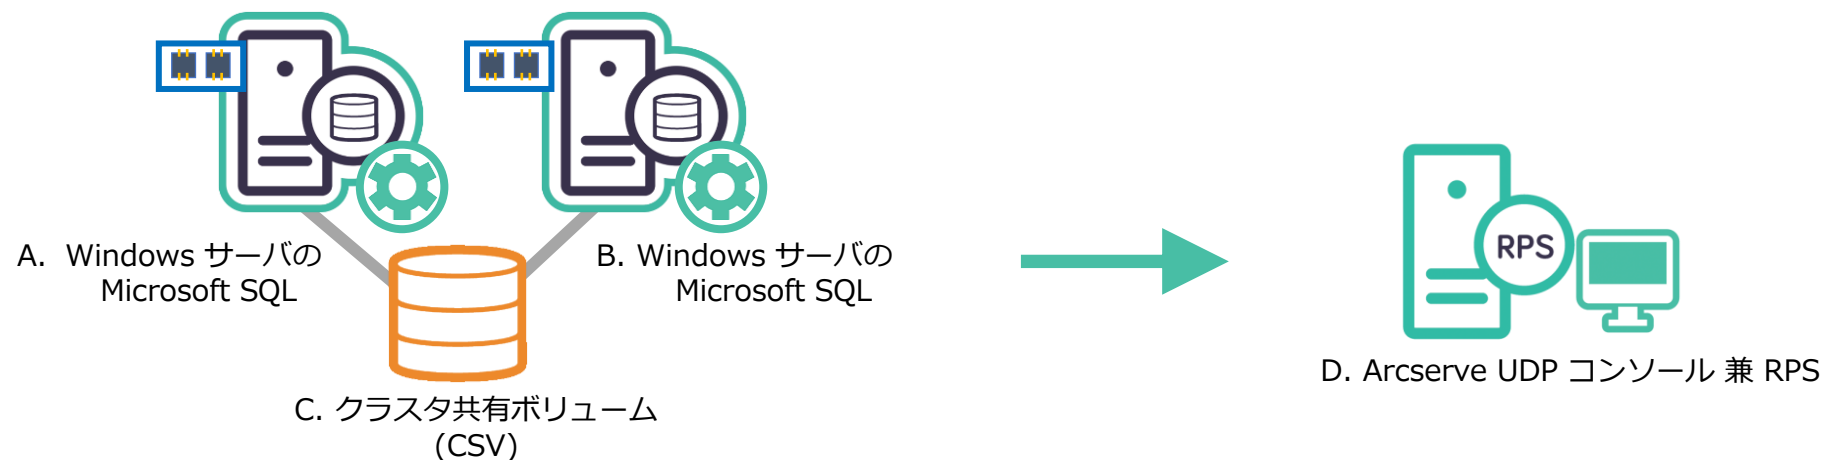 A. Windows サーバの
Microsoft SQL
B. Windows サーバの
Microsoft SQL
C. クラスタ共有ボリューム
(CSV)
RPS
D. Arcserve UDP コンソール 兼 RPS